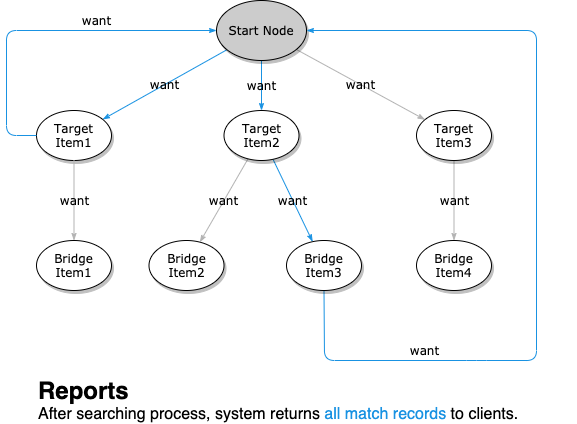 want
Start Node
want
want
want
Target
Item1
Target
Item2
Target
Item3
want
want
want
want
Bridge
Item1
Bridge
Item2
Bridge
Item3
Bridge
Item4
want
Reports
After searching process, system returns all match records to clients.